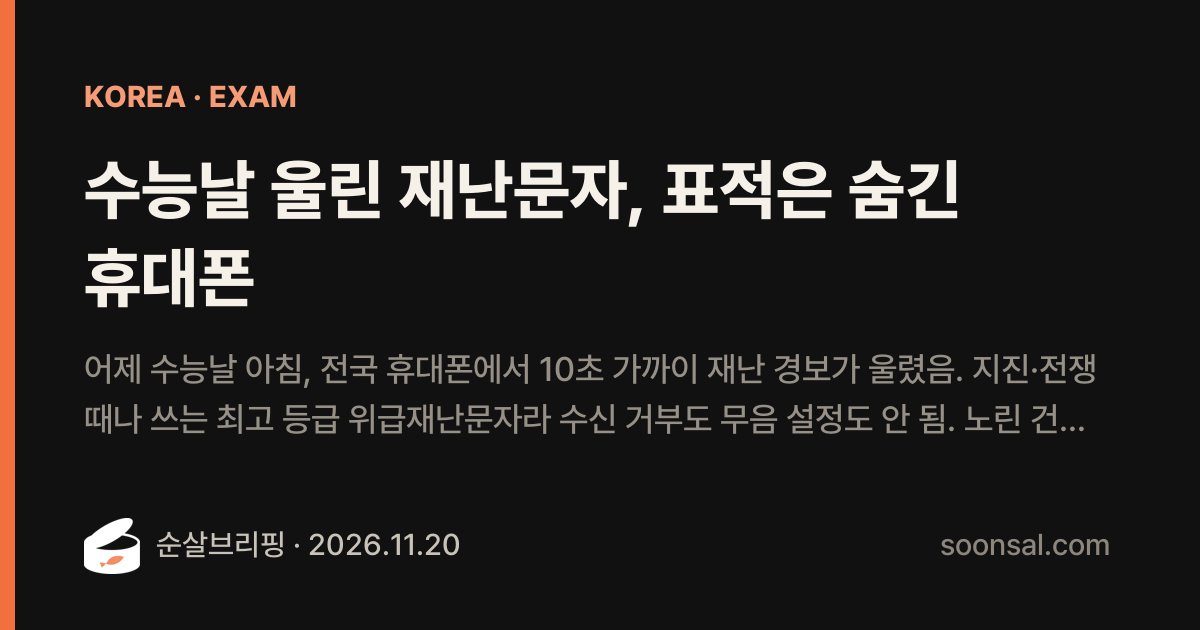 KOREA · EXAM
수능날 울린 재난문자, 표적은 숨긴
휴대폰
어제 수능날 아침, 전국 휴대폰에서 10초 가까이 재난 경보가 울렸음. 지진·전쟁
때나 쓰는 최고 등급 위급재난문자라 수신 거부도 무음 설정도 안 됨. 노린 건...
순살브리핑 · 2026.11.20
soonsal.com